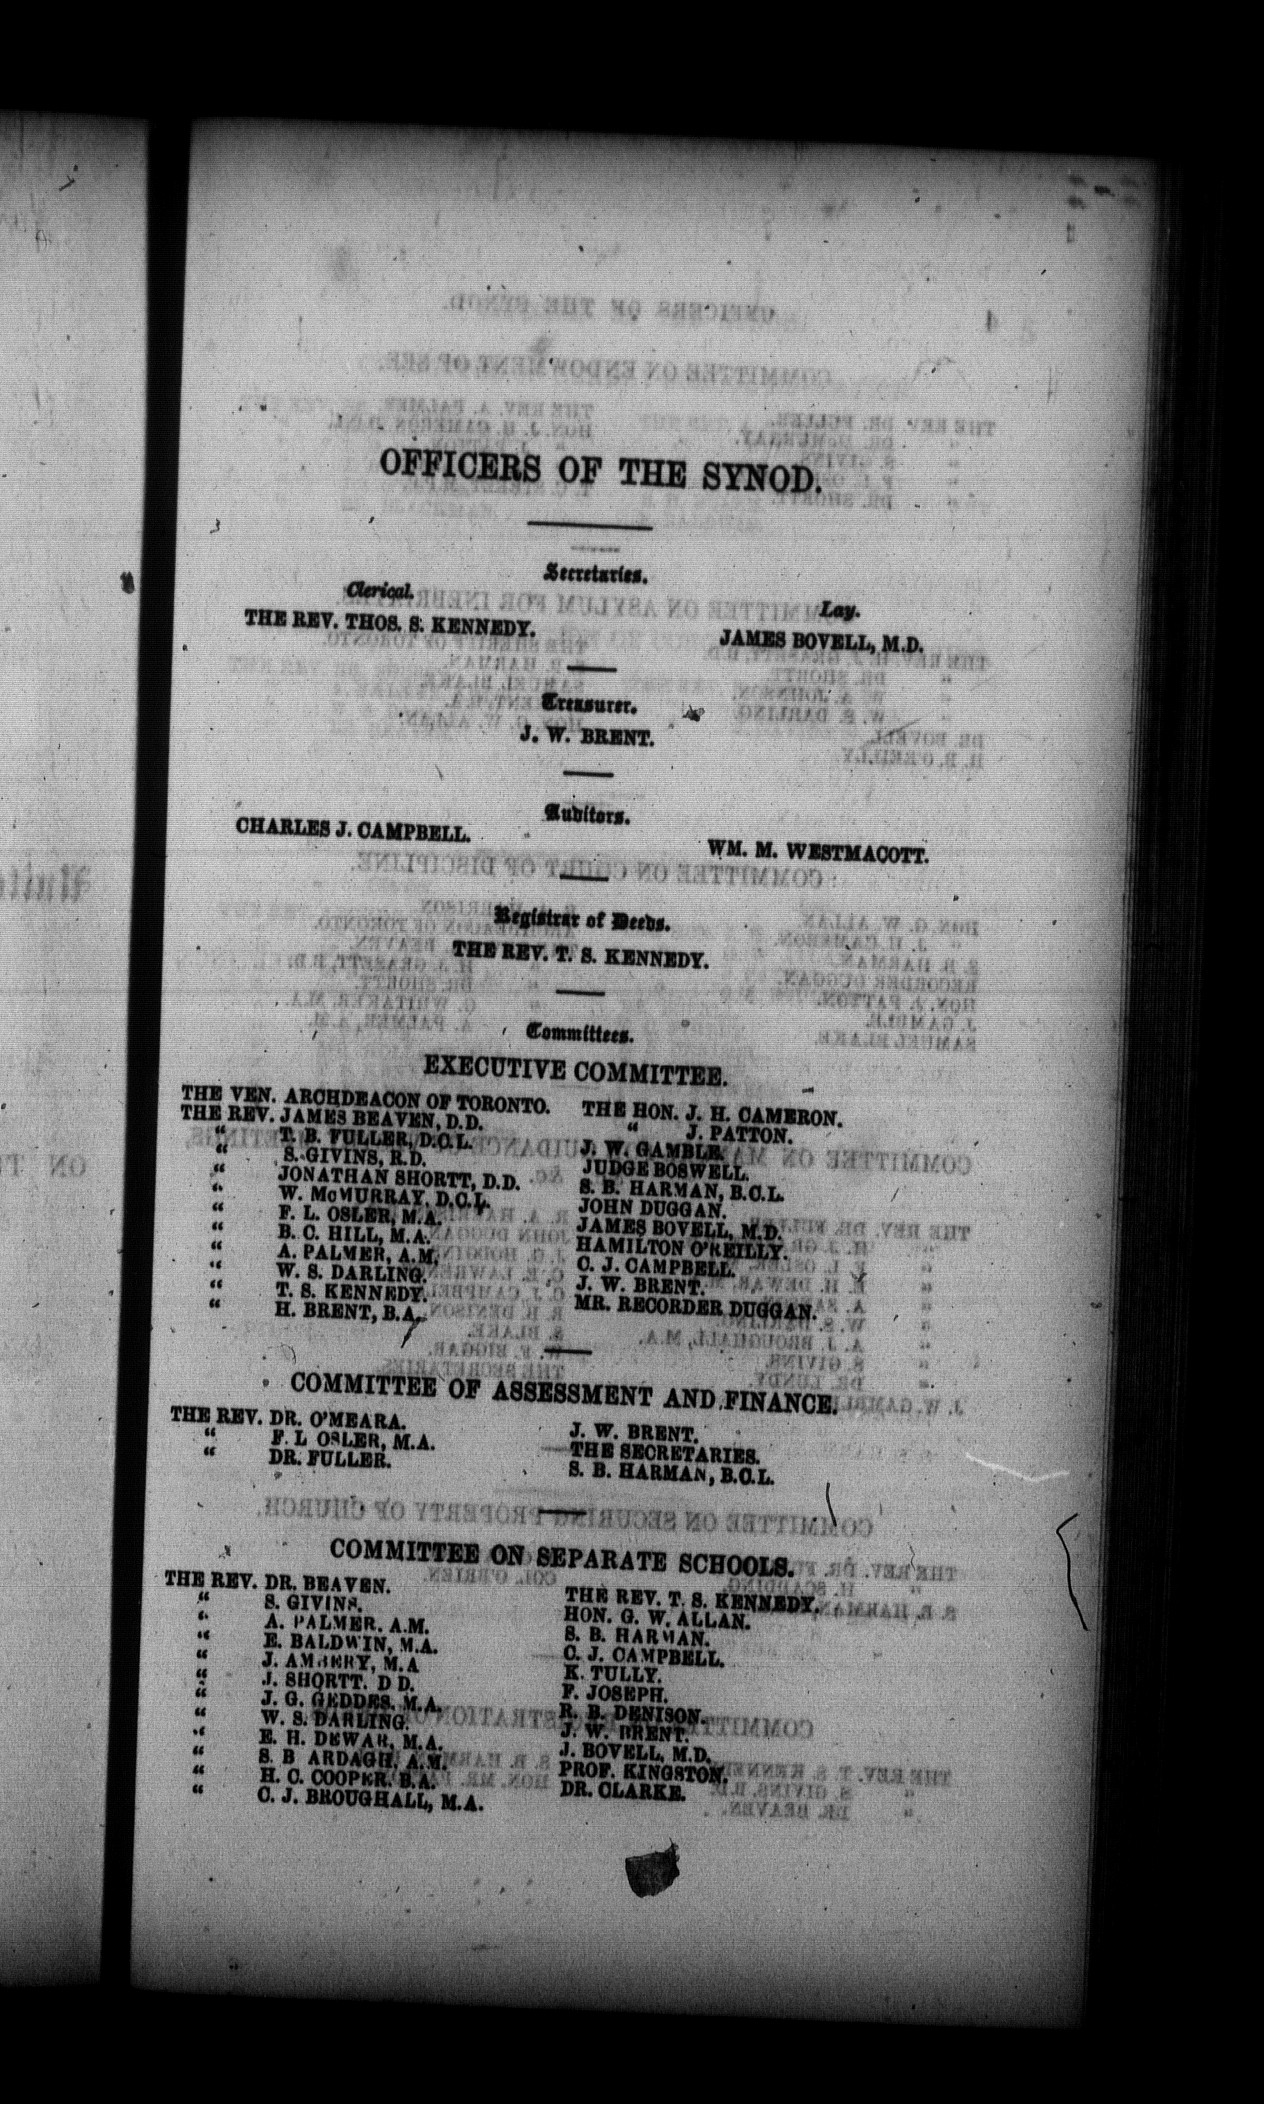 OFFICERS OF THE SYNOD.
Secretaries.
Clerical.
Lay.
THE REV. THOS. S. KENNEDY.
JAMES BOVELL, M.D.
Treasurer.
J. W. BRENT.
Auditors.
CHARLES J. CAMPBELL.
WM. M. WESTMACOTT.
Registrar of Deeds.
THE REV. T. S. KENNEDY.
Committees.
EXECUTIVE COMMITTEE.
THE VEN. ARCHDEACON OF TORONTO.
THE REV. JAMES BEAVEN, D.D.
" T. B. FULLER, D.C.L.
" S. GIVINS, R.D.
" JONATHAN SHORTT, D.D.
" W. McMURRAY, D.C.L.
" F. L. OSLER, M.A.
" B. C. HILL, M.A.
" A. PALMER, A.M.
" W. S. DARLING.
" T. S. KENNEDY.
" H. BRENT, B.A.
THE HON. J. H. CAMERON.
" J. PATTON.
J. W. GAMBLE.
JUDGE BOSWELL.
S. B. HARMAN, B.C.L.
JOHN DUGGAN.
JAMES BOVELL, M.D.
HAMILTON O'REILLY.
C. J. CAMPBELL.
J. W. BRENT.
MR. RECORDER DUGGAN.
COMMITTEE OF ASSESSMENT AND FINANCE.
THE REV. DR. O'MEARA.
" F. L OSLER, M.A.
" DR. FULLER.
J. W. BRENT.
THE SECRETARIES.
S. B. HARMAN, B.C.L.
COMMITTEE ON SEPARATE SCHOOLS.
THE REV. DR. BEAVEN.
" S. GIVINS.
" A. PALMER. A.M.
" E. BALDWIN, M.A.
" J. AMBERY, M.A
" J. SHORTT. D D.
" J. G. GEDDES, M.A.
" W. S. DARLING.
" E. H. DEWAR, M.A.
" S. B ARDAGH, A.M.
" H. C. COOPER. B.A.
" C. J. BROUGHALL, M.A.
THE REV. T. S. KENNEDY.
HON. G. W. ALLAN.
S. B. HARMAN.
C. J. CAMPBELL.
K. TULLY.
F. JOSEPH.
R. B. DENISON.
J. W. BRENT.
J. BOVELL, M.D.
PROF. KINGSTON.
DR. CLARKE.